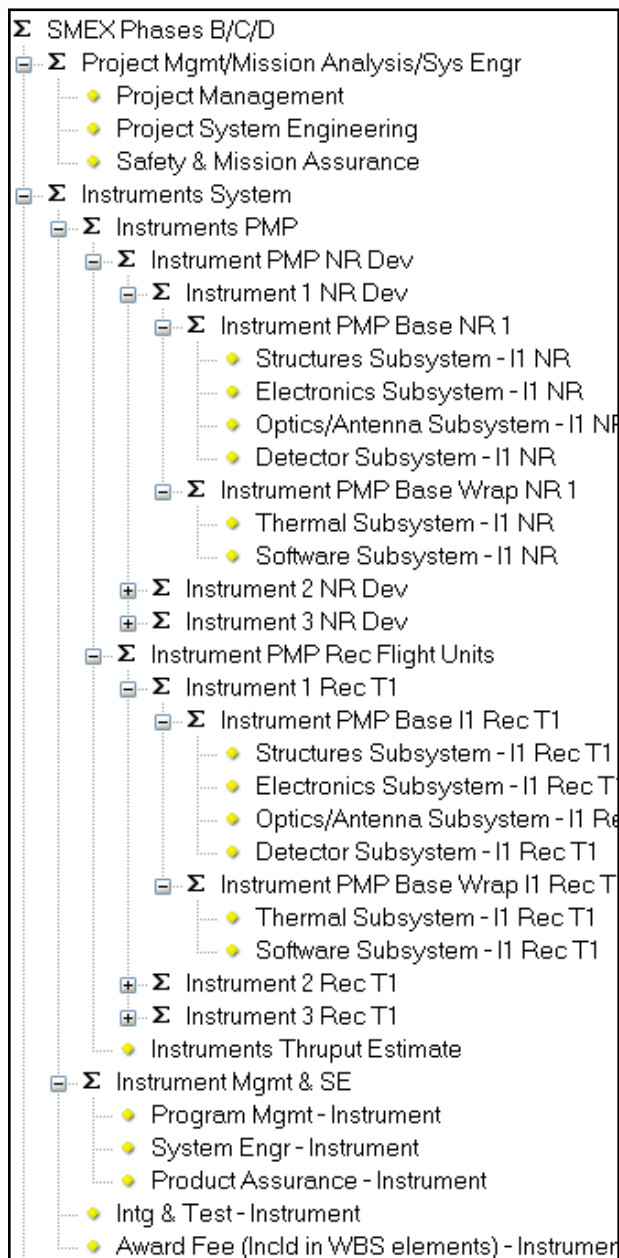 Σ SMEX Phases B/C/D
Σ Project Mgmt/Mission Analysis/Sys Engr
Project Management
Project System Engineering
Safety & Mission Assurance
Σ Instruments System
Σ Instruments PMP
Σ Instrument PMP NR Dev
Σ Instrument 1 NR Dev
Σ Instrument PMP Base NR 1
Structures Subsystem - I1 NR
Electronics Subsystem - I1 NR
Optics/Antenna Subsystem - I1 NR
Detector Subsystem - I1 NR
Σ Instrument PMP Base Wrap NR 1
Thermal Subsystem - I1 NR
Software Subsystem - I1 NR
Σ Instrument 2 NR Dev
Σ Instrument 3 NR Dev
Σ Instrument PMP Rec Flight Units
Σ Instrument 1 Rec T1
Σ Instrument PMP Base I1 Rec T1
Structures Subsystem - I1 Rec T1
Electronics Subsystem - I1 Rec T1
Optics/Antenna Subsystem - I1 Re
Detector Subsystem - I1 Rec T1
Σ Instrument PMP Base Wrap I1 Rec T
Thermal Subsystem - I1 Rec T1
Software Subsystem - I1 Rec T1
Σ Instrument 2 Rec T1
Σ Instrument 3 Rec T1
Instruments Thruput Estimate
Σ Instrument Mgmt & SE
Program Mgmt - Instrument
System Engr - Instrument
Product Assurance - Instrument
Intg & Test - Instrument
Award Fee (Incld in WBS elements) - Instrumen